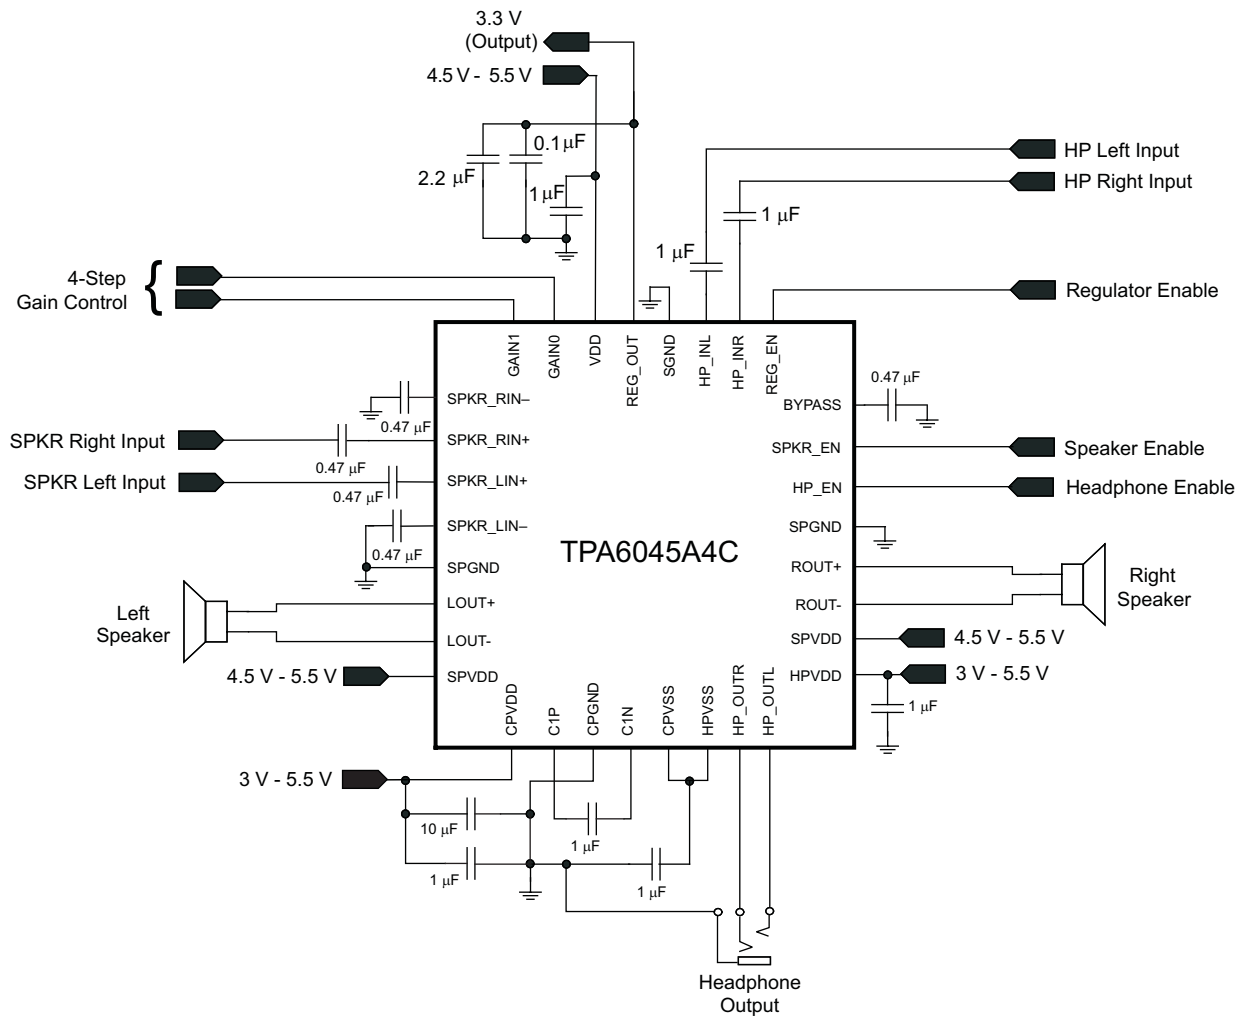 3.3 V
(Output)
4.5 V - 5.5 V
0.1 μF
2.2 μF
1 μF
HP Left Input
HP Right Input
1 μF
1 μF
4-Step
Gain Control
{
Regulator Enable
GAIN1
GAIN0
VDD
REG_OUT
SGND
HP_INL
HP_INR
REG_EN
SPKR_RIN–
0.47 μF
BYPASS
0.47 μF
SPKR Right Input
SPKR_RIN+
0.47 μF
SPKR_EN
Speaker Enable
SPKR Left Input
SPKR_LIN+
0.47 μF
HP_EN
Headphone Enable
SPKR_LIN–
0.47 μF
SPGND
TPA6045A4C
SPGND
ROUT+
Right
Speaker
Left
Speaker
LOUT+
ROUT-
LOUT-
SPVDD
4.5 V - 5.5 V
4.5 V - 5.5 V
SPVDD
HPVDD
3 V - 5.5 V
1 μF
CPVDD
C1P
CPGND
C1N
CPVSS
HPVSS
HP_OUTR
HP_OUTL
3 V - 5.5 V
10 μF
1 μF
1 μF
1 μF
Headphone
Output